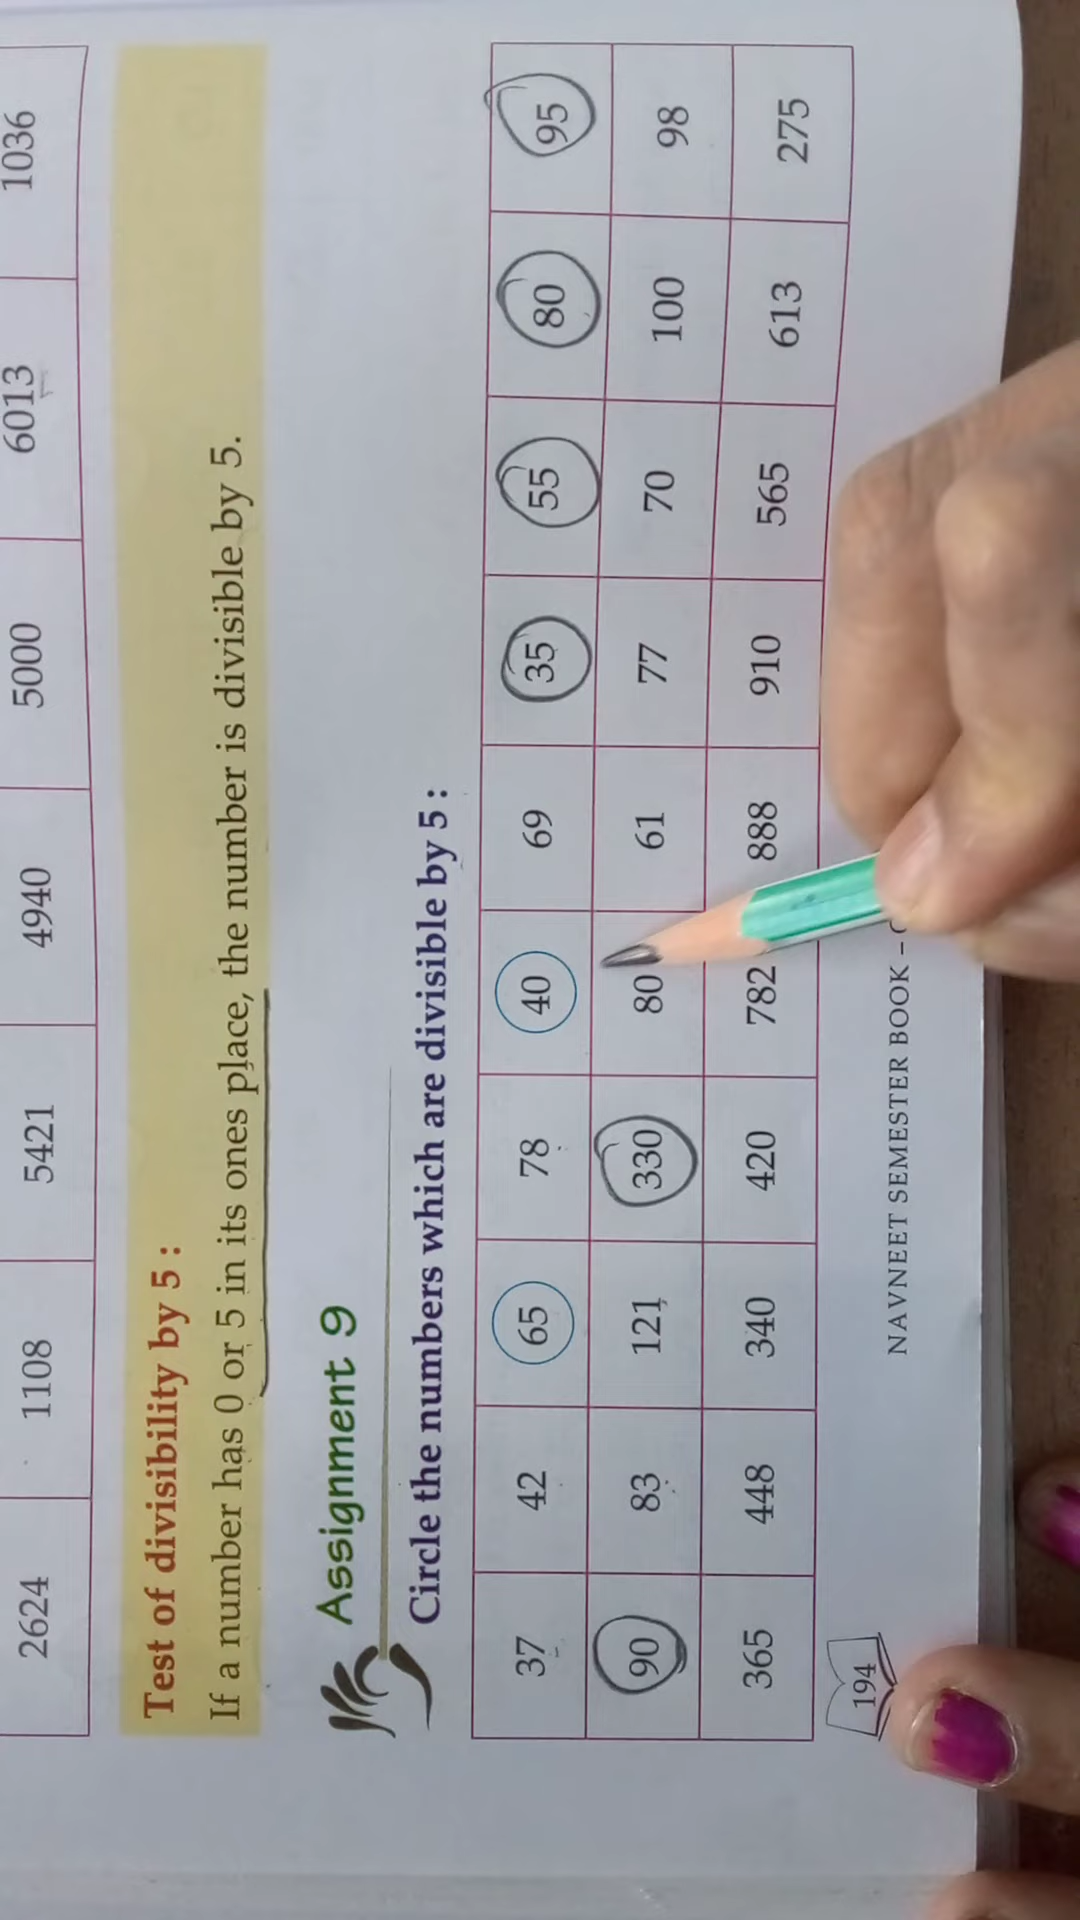 2624 1108 5421 4940 5000 6013 1036
Test of divisibility by 5 :
If a number has 0 or 5 in its ones place, the number is divisible by 5.
Assignment 9
Circle the numbers which are divisible by 5 :
37 42 65 78 40 69 35 55 80 95
90 83 121 330 80 61 77 70 100 98
365 448 340 420 782 888 910 565 613 275
194
NAVNEET SEMESTER BOOK –